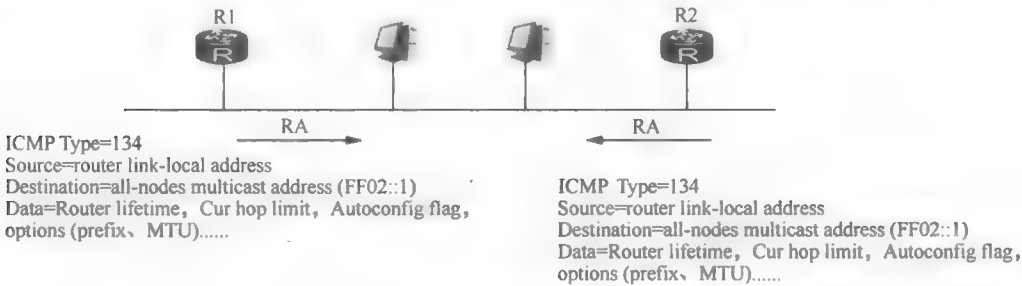 R1
R2
R
R
RA
RA
ICMP Type=134
Source=router link-local address
Destination=all-nodes multicast address (FF02::1)
Data=Router lifetime，Cur hop limit，Autoconfig flag，
options (prefix、MTU)......
ICMP Type=134
Source=router link-local address
Destination=all-nodes multicast address (FF02::1)
Data=Router lifetime，Cur hop limit，Autoconfig flag，
options (prefix、MTU)......